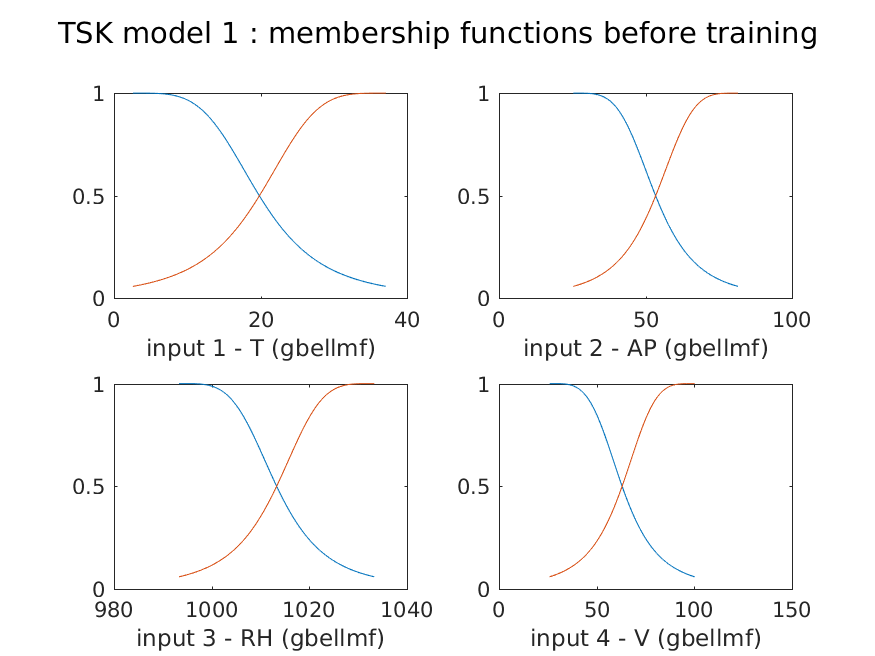 TSK model 1 : membership functions before training
1
0.5
0
0 20 40
input 1 - T (gbellmf)
1
0.5
0
0 50 100
input 2 - AP (gbellmf)
1
0.5
0
980 1000 1020 1040
input 3 - RH (gbellmf)
1
0.5
0
0 50 100 150
input 4 - V (gbellmf)